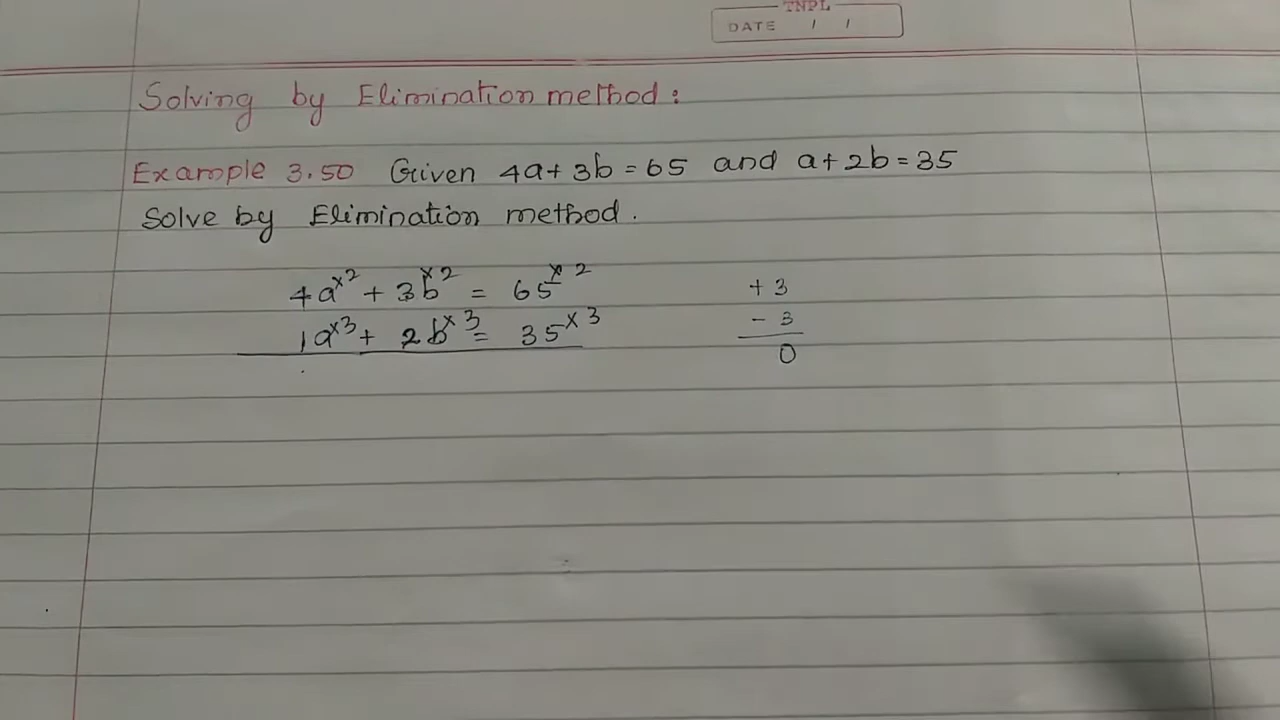 TNPL
DATE / /
Solving by Elimination method :
Example 3.50 Given 4a + 3b = 65 and a + 2b = 35
Solve by Elimination method .
4a×2 + 3b×2 = 65×2 + 3
1a×3 + 2b×3 = 35×3 - 3
0